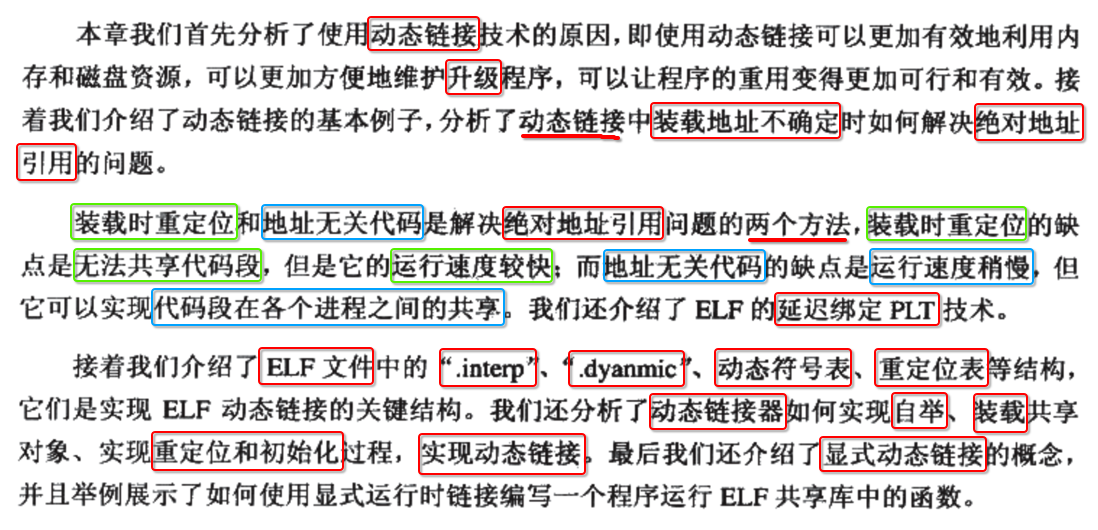 本章我们首先分析了使用动态链接技术的原因，即使用动态链接可以更加有效地利用内
存和磁盘资源，可以更加方便地维护升级程序，可以让程序的重用变得更加可行和有效。接
着我们介绍了动态链接的基本例子，分析了动态链接中装载地址不确定时如何解决绝对地址
引用的问题。
装载时重定位和地址无关代码是解决绝对地址引用问题的两个方法，装载时重定位的缺
点是无法共享代码段，但是它的运行速度较快；而地址无关代码的缺点是运行速度稍慢，但
它可以实现代码段在各个进程之间的共享。我们还介绍了 ELF 的延迟绑定 PLT 技术。
接着我们介绍了 ELF 文件中的 “.interp”、“.dyanmic”、动态符号表、重定位表等结构，
它们是实现 ELF 动态链接的关键结构。我们还分析了动态链接器如何实现自举、装载共享
对象、实现重定位和初始化过程，实现动态链接。最后我们还介绍了显式动态链接的概念，
并且举例展示了如何使用显式运行时链接编写一个程序运行 ELF 共享库中的函数。